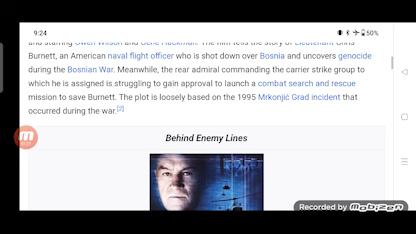 9:24
50%
and starring Owen Wilson and Gene Hackman. The film tells the story of Lieutenant Chris
Burnett, an American naval flight officer who is shot down over Bosnia and uncovers genocide
during the Bosnian War. Meanwhile, the rear admiral commanding the carrier strike group to
which he is assigned is struggling to gain approval to launch a combat search and rescue
mission to save Burnett. The plot is loosely based on the 1995 Mrkonjić Grad incident that
occurred during the war.[2]
Behind Enemy Lines
Recorded by Mobizen